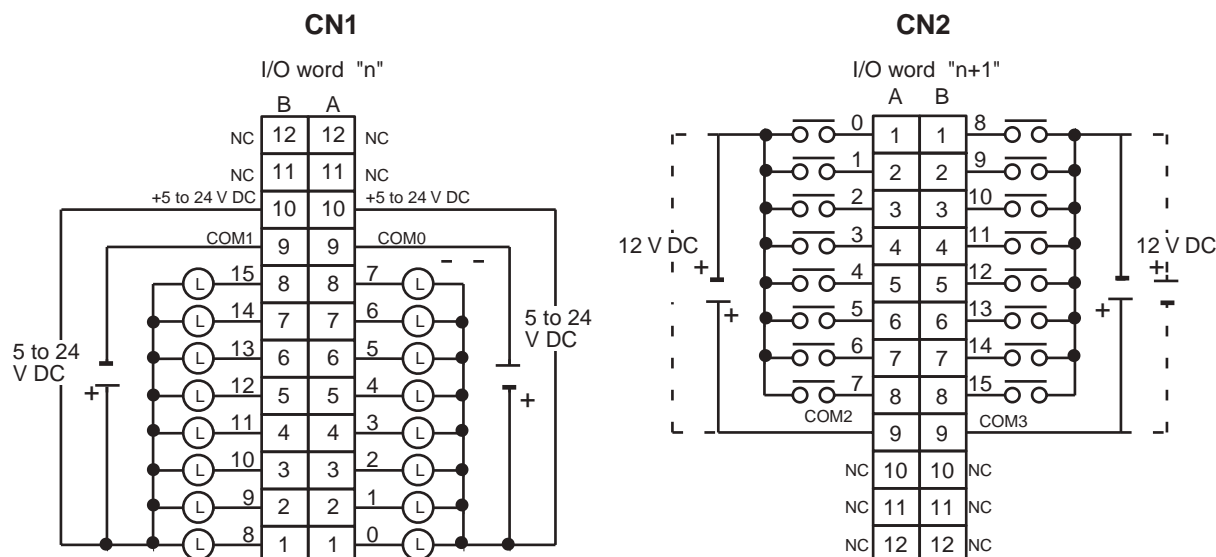 CN1
I/O word "n"
B A
NC 12 12 NC
NC 11 11 NC
+5 to 24 V DC 10 10 +5 to 24 V DC
COM1 9 9 COM0
L 15 8 8 7 L
L 14 7 7 6 L
L 13 6 6 5 L
L 12 5 5 4 L
L 11 4 4 3 L
L 10 3 3 2 L
L 9 2 2 1 L
L 8 1 1 0 L
5 to 24
V DC
+
5 to 24
V DC
+
CN2
I/O word "n+1"
A B
0 1 1 8
1 2 2 9
2 3 3 10
3 4 4 11
4 5 5 12
5 6 6 13
6 7 7 14
7 8 8 15
COM2 9 9 COM3
NC 10 10 NC
NC 11 11 NC
NC 12 12 NC
12 V DC
+
+
12 V DC
+
+